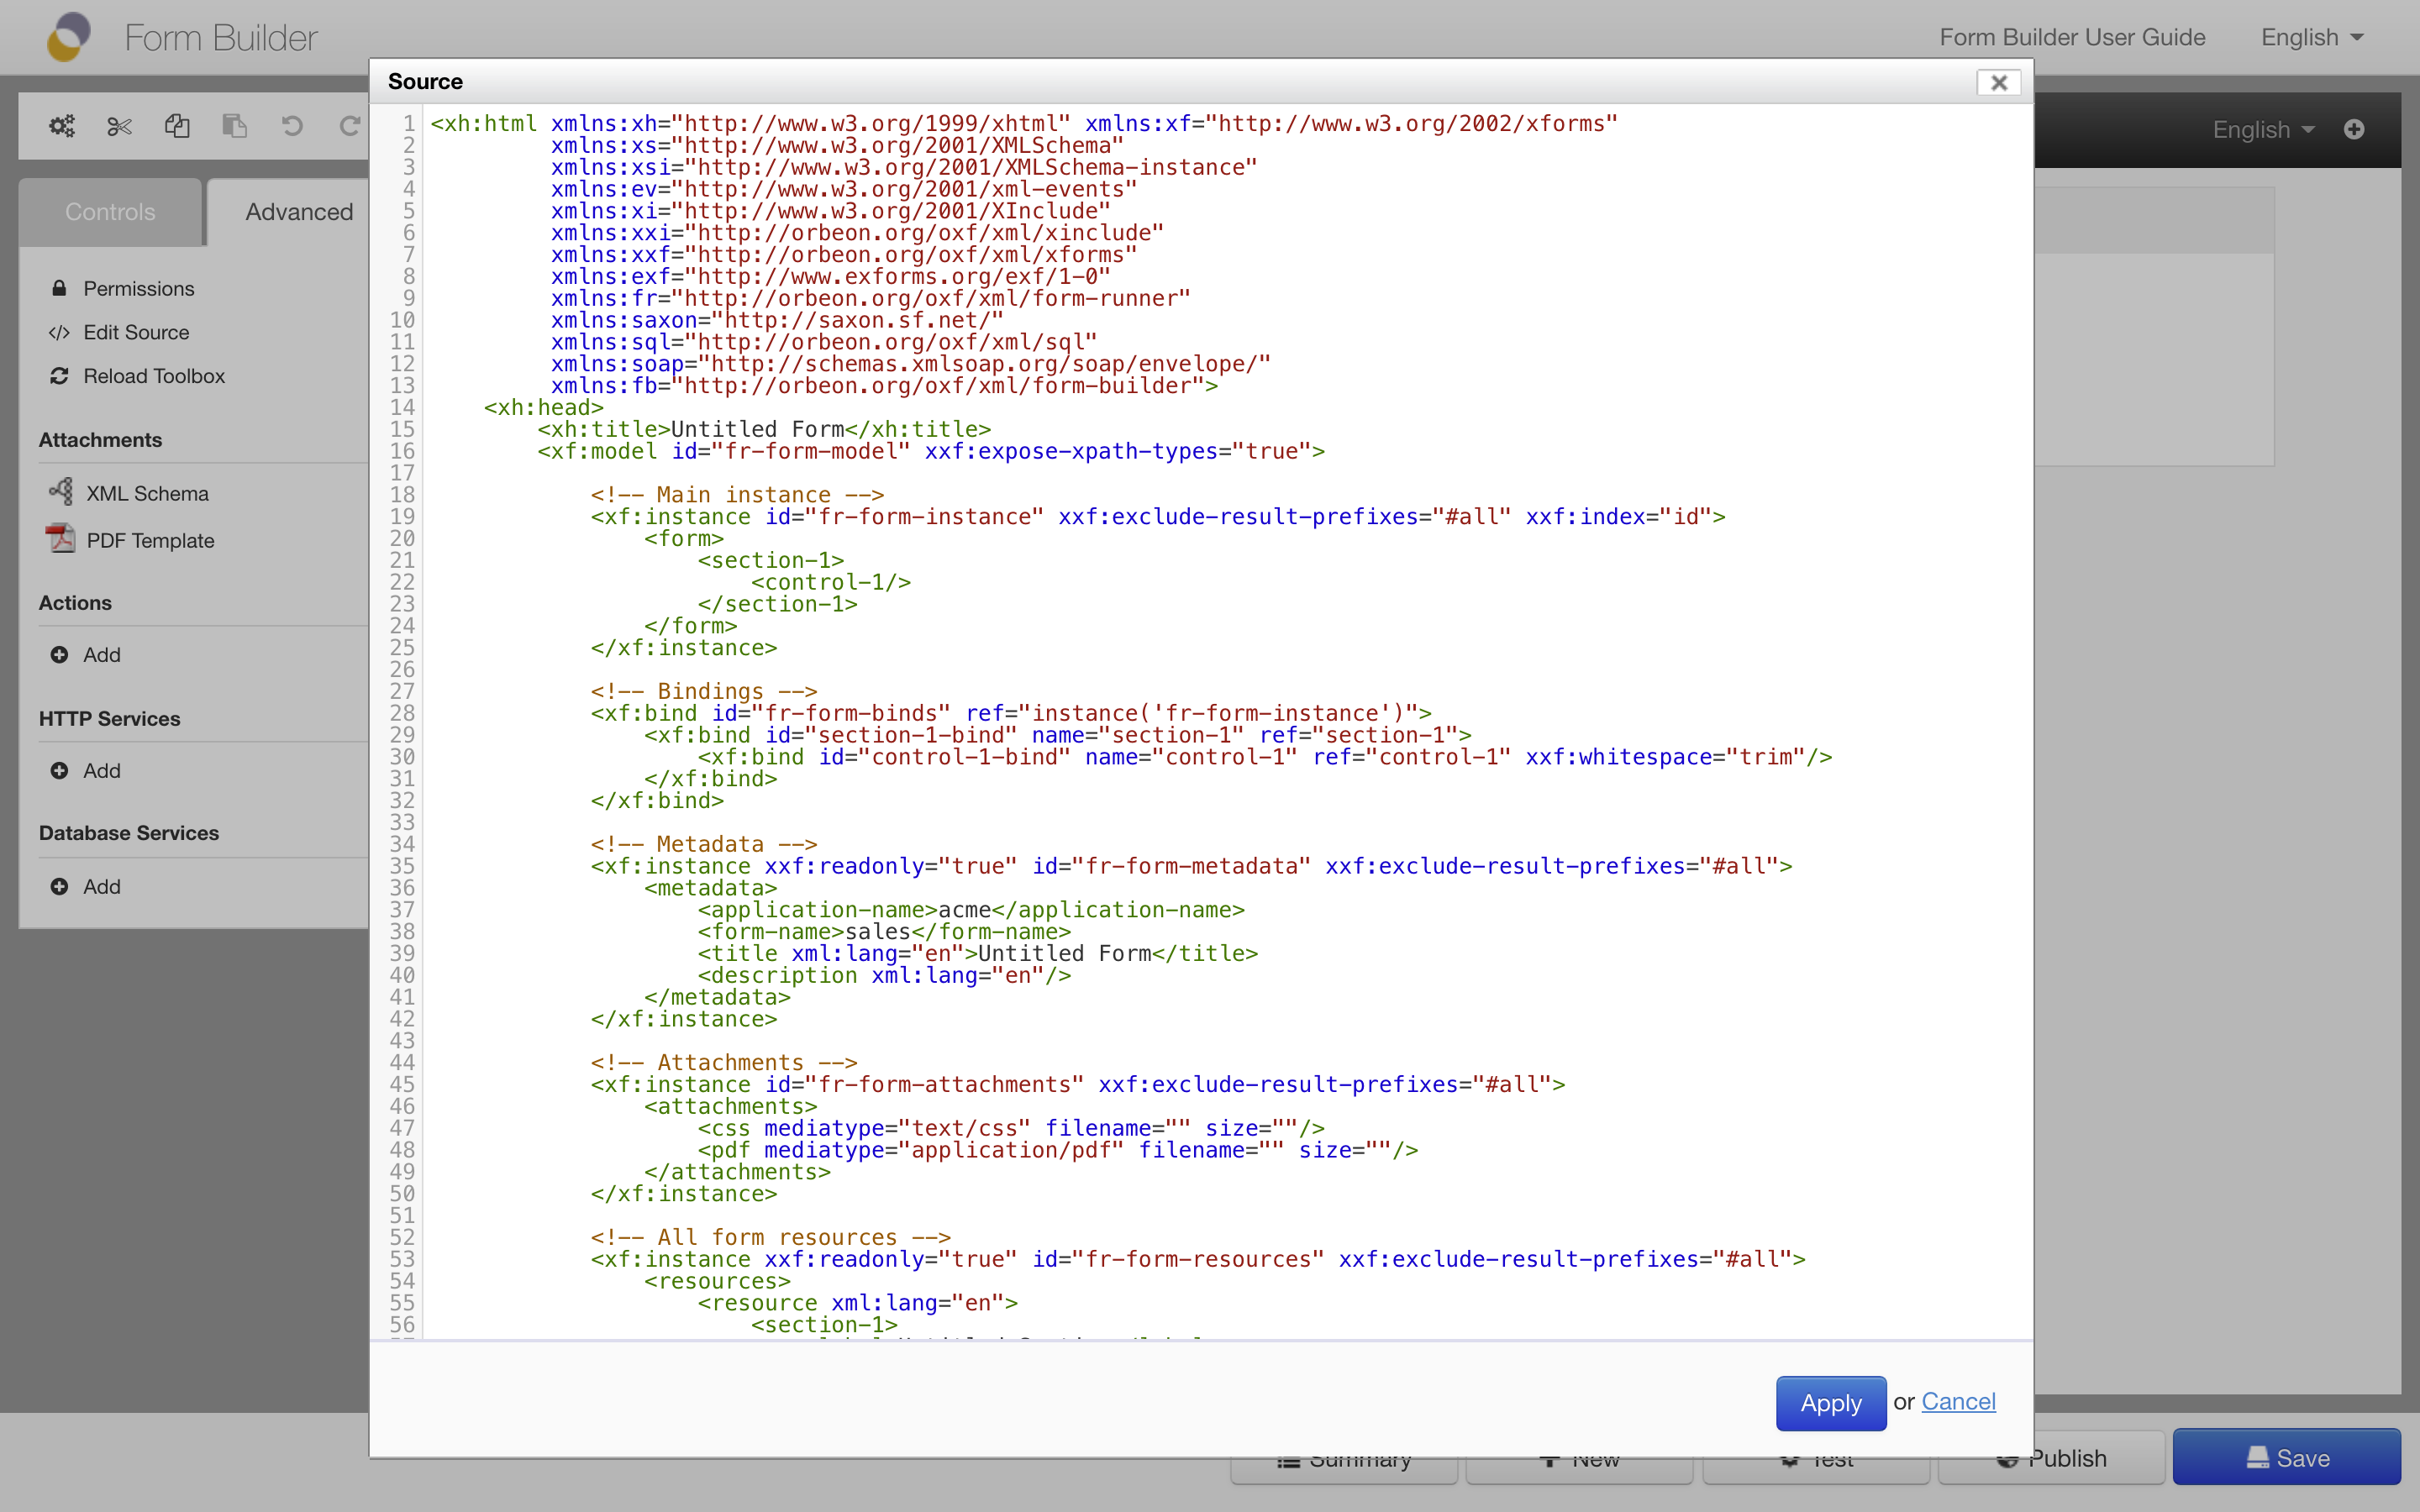 Form Builder
Form Builder User Guide
English
Source
English
Controls
Advanced
Permissions
Edit Source
Reload Toolbox
Attachments
XML Schema
PDF Template
Actions
Add
HTTP Services
Add
Database Services
Add
1 <xh:html xmlns:xh="http://www.w3.org/1999/xhtml" xmlns:xf="http://www.w3.org/2002/xforms"
2 xmlns:xs="http://www.w3.org/2001/XMLSchema"
3 xmlns:xsi="http://www.w3.org/2001/XMLSchema-instance"
4 xmlns:ev="http://www.w3.org/2001/xml-events"
5 xmlns:xi="http://www.w3.org/2001/XInclude"
6 xmlns:xxi="http://orbeon.org/oxf/xml/xinclude"
7 xmlns:xxf="http://orbeon.org/oxf/xml/xforms"
8 xmlns:exf="http://www.exforms.org/exf/1-0"
9 xmlns:fr="http://orbeon.org/oxf/xml/form-runner"
10 xmlns:saxon="http://saxon.sf.net/"
11 xmlns:sql="http://orbeon.org/oxf/xml/sql"
12 xmlns:soap="http://schemas.xmlsoap.org/soap/envelope/"
13 xmlns:fb="http://orbeon.org/oxf/xml/form-builder">
14 <xh:head>
15 <xh:title>Untitled Form</xh:title>
16 <xf:model id="fr-form-model" xxf:expose-xpath-types="true">
17
18 <!-- Main instance -->
19 <xf:instance id="fr-form-instance" xxf:exclude-result-prefixes="#all" xxf:index="id">
20 <form>
21 <section-1>
22 <control-1/>
23 </section-1>
24 </form>
25 </xf:instance>
26
27 <!-- Bindings -->
28 <xf:bind id="fr-form-binds" ref="instance('fr-form-instance')">
29 <xf:bind id="section-1-bind" name="section-1" ref="section-1">
30 <xf:bind id="control-1-bind" name="control-1" ref="control-1" xxf:whitespace="trim"/>
31 </xf:bind>
32 </xf:bind>
33
34 <!-- Metadata -->
35 <xf:instance xxf:readonly="true" id="fr-form-metadata" xxf:exclude-result-prefixes="#all">
36 <metadata>
37 <application-name>acme</application-name>
38 <form-name>sales</form-name>
39 <title xml:lang="en">Untitled Form</title>
40 <description xml:lang="en"/>
41 </metadata>
42 </xf:instance>
43
44 <!-- Attachments -->
45 <xf:instance id="fr-form-attachments" xxf:exclude-result-prefixes="#all">
46 <attachments>
47 <css mediatype="text/css" filename="" size=""/>
48 <pdf mediatype="application/pdf" filename="" size=""/>
49 </attachments>
50 </xf:instance>
51
52 <!-- All form resources -->
53 <xf:instance xxf:readonly="true" id="fr-form-resources" xxf:exclude-result-prefixes="#all">
54 <resources>
55 <resource xml:lang="en">
56 <section-1>
Apply or Cancel
Summary
New
Test
Publish
Save